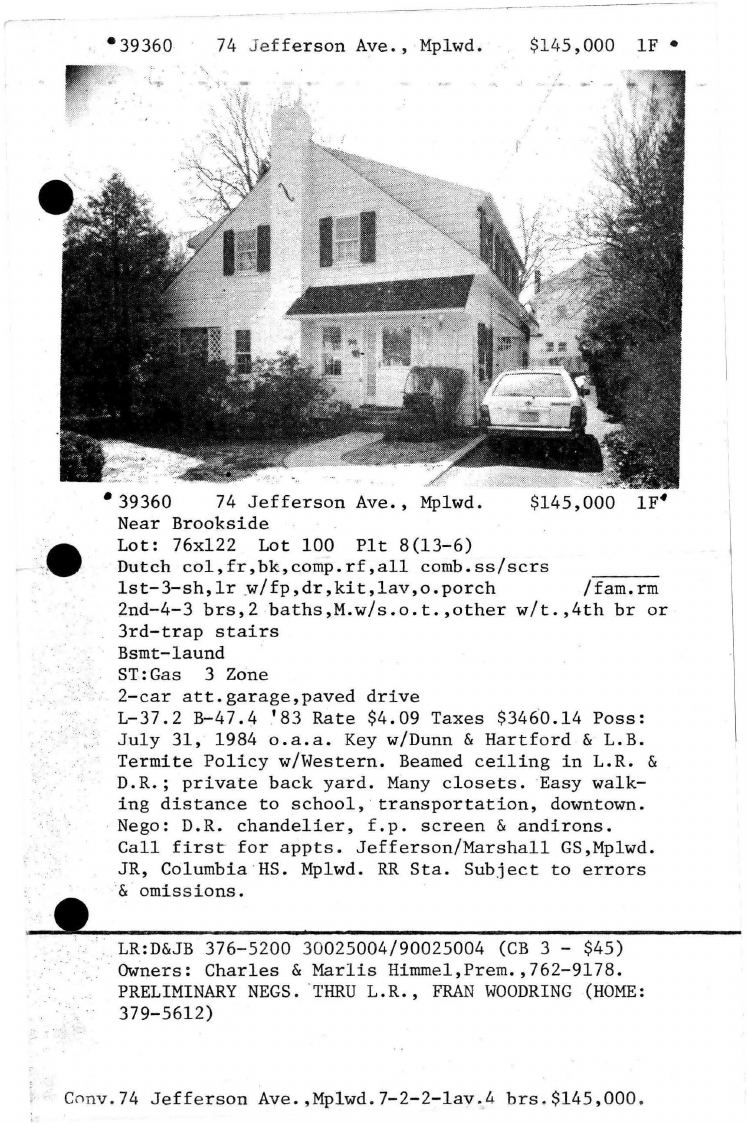 39360 74 Jefferson Ave., Mplwd. $145,000 1F
39360 74 Jefferson Ave., Mplwd. $145,000 1F
Near Brookside
Lot: 76x122 Lot 100 Plt 8(13-6)
Dutch col,fr,bk,comp.rf,all comb.ss/scrs
1st-3-sh,lr w/fp,dr,kit,lav,o.porch /fam.rm
2nd-4-3 brs,2 baths,M.w/s.o.t.,other w/t.,4th br or
3rd-trap stairs
Bsmt-laund
ST:Gas 3 Zone
2-car att.garage,paved drive
L-37.2 B-47.4 '83 Rate $4.09 Taxes $3460.14 Poss:
July 31, 1984 o.a.a. Key w/Dunn & Hartford & L.B.
Termite Policy w/Western. Beamed ceiling in L.R. &
D.R.; private back yard. Many closets. Easy walk-
ing distance to school, transportation, downtown.
Nego: D.R. chandelier, f.p. screen & andirons.
Call first for appts. Jefferson/Marshall GS,Mplwd.
JR, Columbia HS. Mplwd. RR Sta. Subject to errors
& omissions.
LR:D&JB 376-5200 30025004/90025004 (CB 3 - $45)
Owners: Charles & Marlis Himmel,Prem.,762-9178.
PRELIMINARY NEGS. THRU L.R., FRAN WOODRING (HOME:
379-5612)
Conv.74 Jefferson Ave.,Mplwd.7-2-2-lav.4 brs.$145,000.